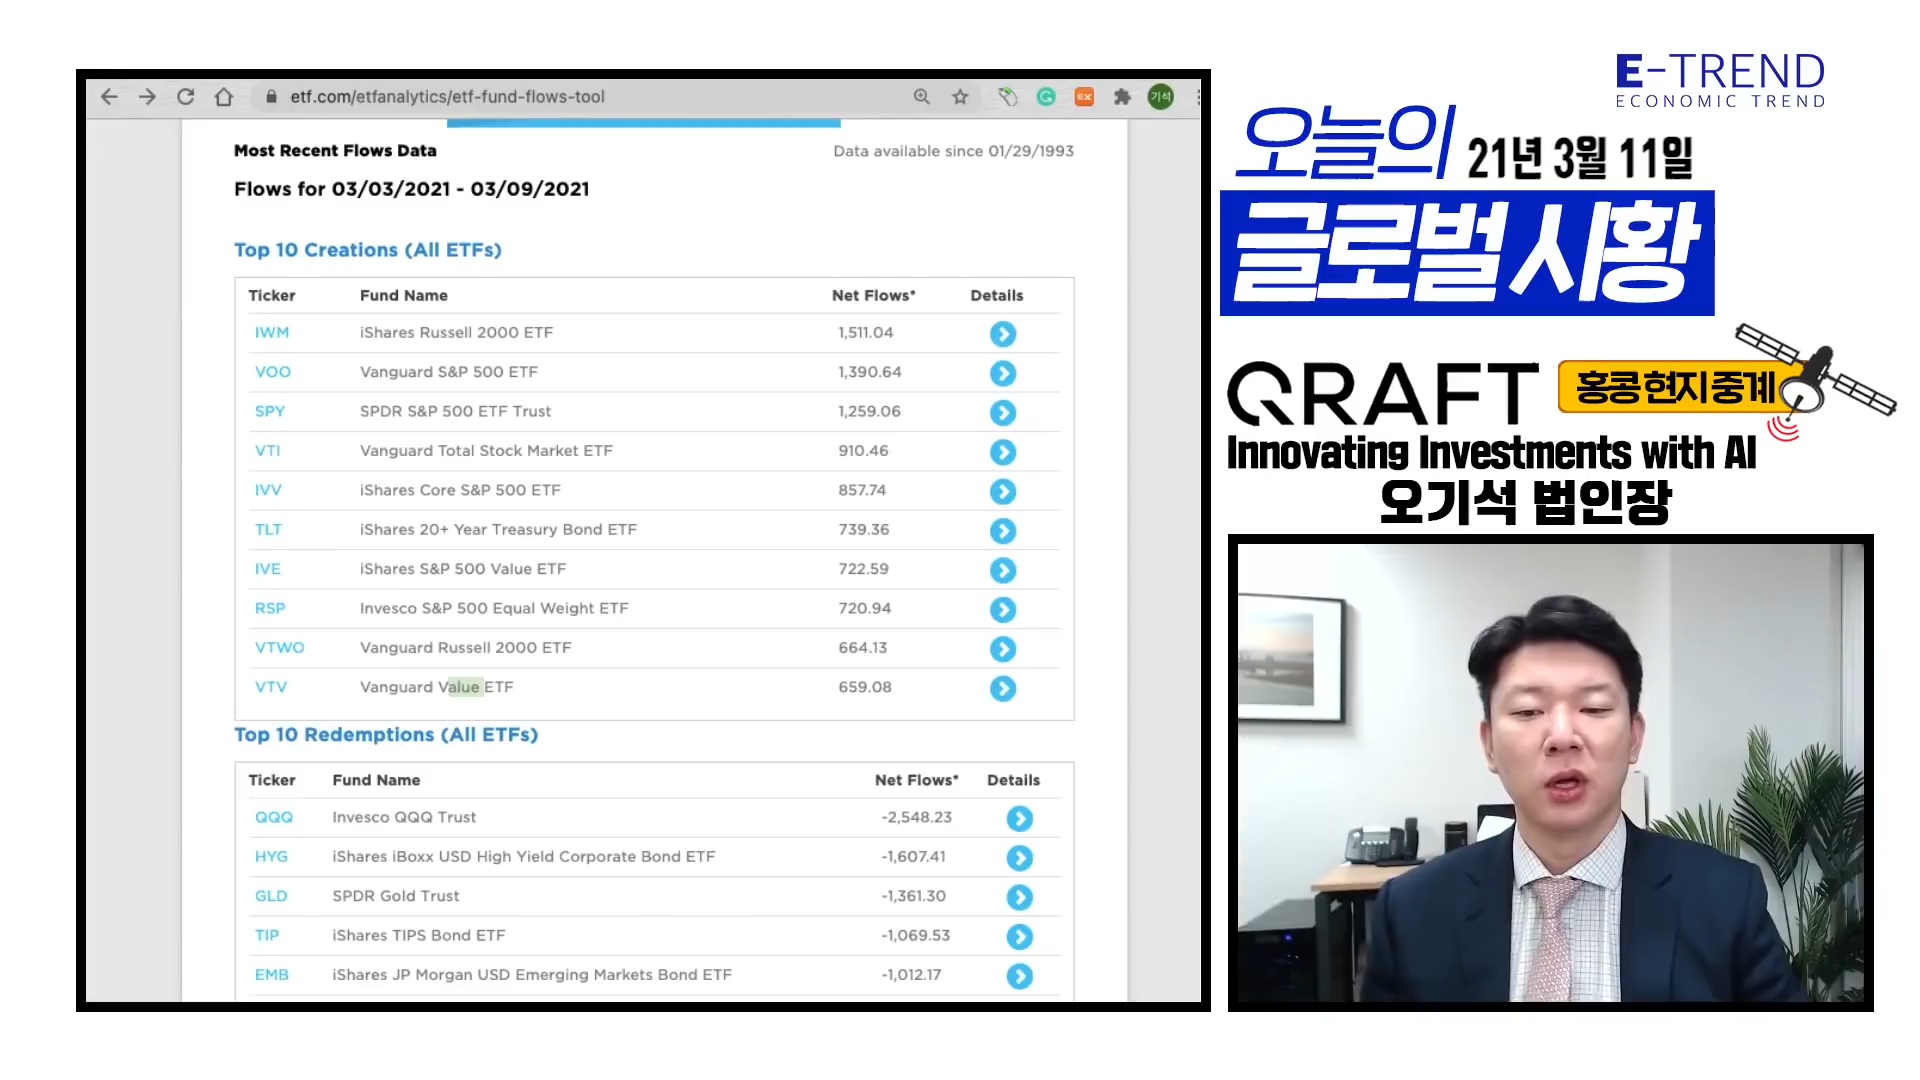 etf.com/etfanalytics/etf-fund-flows-tool
기석
Most Recent Flows Data
Data available since 01/29/1993
Flows for 03/03/2021 - 03/09/2021
Top 10 Creations (All ETFs)
Ticker Fund Name Net Flows* Details
IWM iShares Russell 2000 ETF 1,511.04
VOO Vanguard S&P 500 ETF 1,390.64
SPY SPDR S&P 500 ETF Trust 1,259.06
VTI Vanguard Total Stock Market ETF 910.46
IVV iShares Core S&P 500 ETF 857.74
TLT iShares 20+ Year Treasury Bond ETF 739.36
IVE iShares S&P 500 Value ETF 722.59
RSP Invesco S&P 500 Equal Weight ETF 720.94
VTWO Vanguard Russell 2000 ETF 664.13
VTV Vanguard Value ETF 659.08
Top 10 Redemptions (All ETFs)
Ticker Fund Name Net Flows* Details
QQQ Invesco QQQ Trust -2,548.23
HYG iShares iBoxx USD High Yield Corporate Bond ETF -1,607.41
GLD SPDR Gold Trust -1,361.30
TIP iShares TIPS Bond ETF -1,069.53
EMB iShares JP Morgan USD Emerging Markets Bond ETF -1,012.17
E-TREND
ECONOMIC TREND
오늘의 21년 3월 11일
글로벌 시황
QRAFT 홍콩 현지 중계
Innovating Investments with AI
오기석 법인장